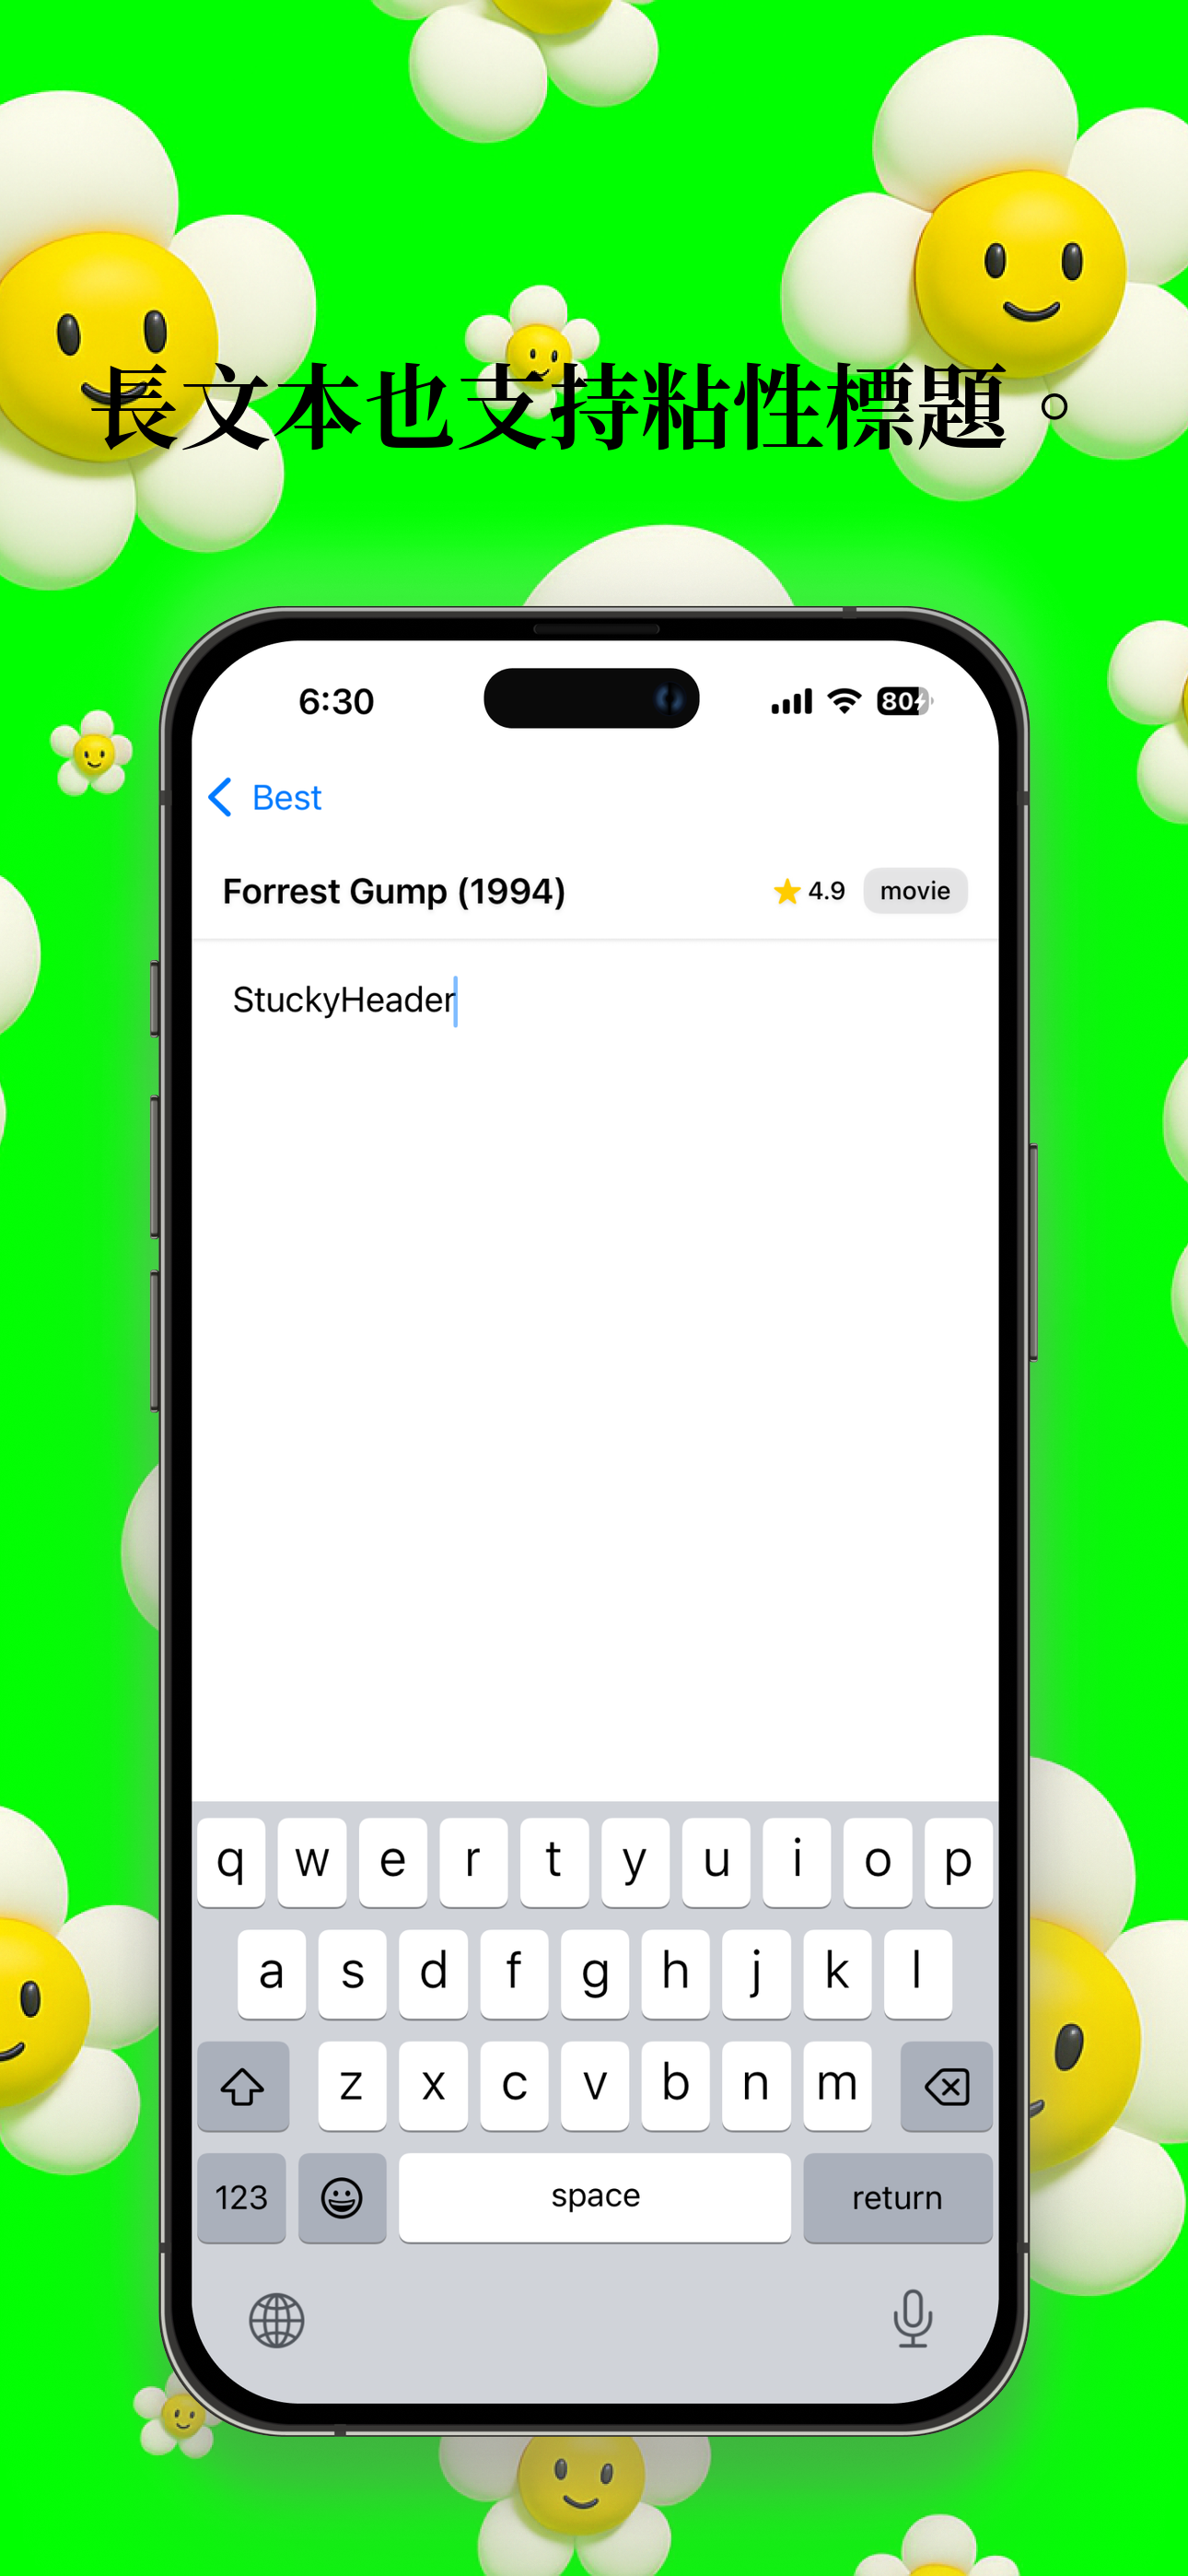 長文本也支持粘性標題。
6:30
80
Best
Forrest Gump (1994)
4.9
movie
StuckyHeader
q w e r t y u i o p
a s d f g h j k l
z x c v b n m
123 space return